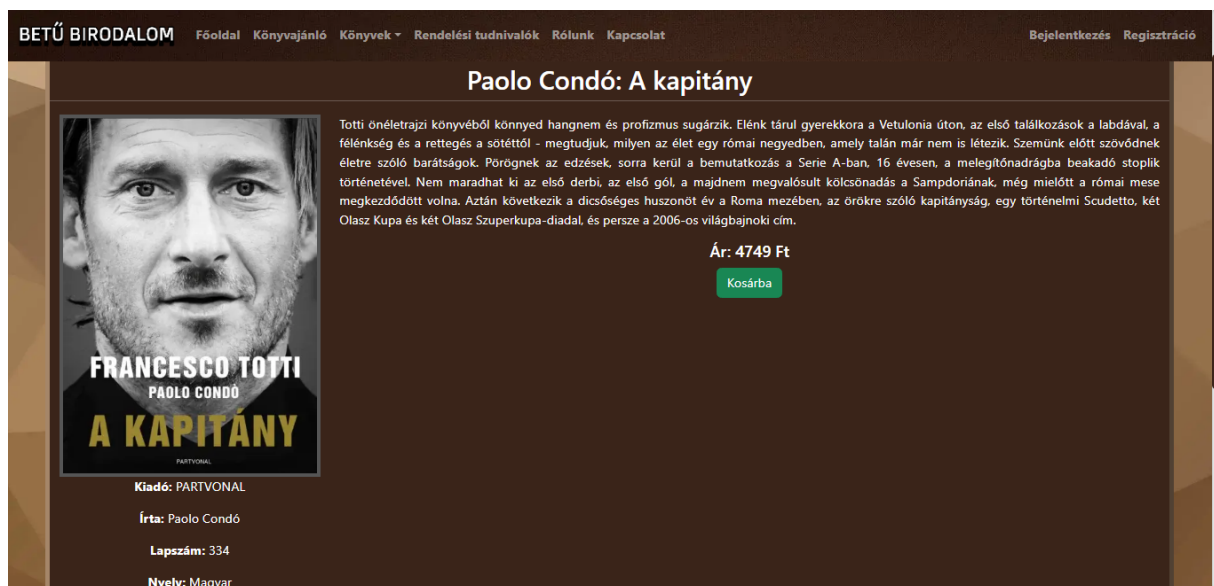 BETŰ BIRODALOM Főoldal Könyvajánló Könyvek Rendelési tudnivalók Rólunk Kapcsolat Bejelentkezés Regisztráció
Paolo Condó: A kapitány
Totti önéletrajzi könyvéből könnyed hangnem és profizmus sugárzik. Elénk tárul gyerekkora a Vetulonia úton, az első találkozások a labdával, a
félénkség és a rettegés a sötéttől - megtudjuk, milyen az élet egy római negyedben, amely talán már nem is létezik. Szemünk előtt szövődnek
életre szóló barátságok. Pörögnek az edzések, sorra kerül a bemutatkozás a Serie A-ban, 16 évesen, a melegítőnadrágba beakadó stoplik
történetével. Nem maradhat ki az első derbi, az első gól, a majdnem megvalósult kölcsönadás a Sampdoriának, még mielőtt a római mese
megkezdődött volna. Aztán következik a dicsőséges huszonöt év a Roma mezében, az örökre szóló kapitányság, egy történelmi Scudetto, két
Olasz Kupa és két Olasz Szuperkupa-diadal, és persze a 2006-os világbajnoki cím.
Ár: 4749 Ft
Kosárba
FRANCESCO TOTTI
PAOLO CONDÓ
A KAPITÁNY
PARTVONAL
Kiadó: PARTVONAL
Írta: Paolo Condó
Lapszám: 334
Nyelv: Magyar